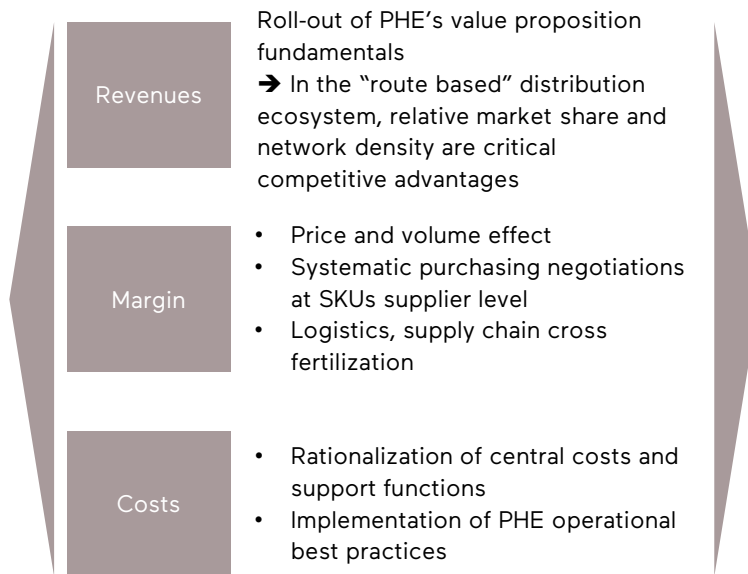 Revenues
Roll-out of PHE’s value proposition
fundamentals
➔ In the “route based” distribution
ecosystem, relative market share and
network density are critical
competitive advantages
Margin
• Price and volume effect
• Systematic purchasing negotiations
at SKUs supplier level
• Logistics, supply chain cross
fertilization
Costs
• Rationalization of central costs and
support functions
• Implementation of PHE operational
best practices